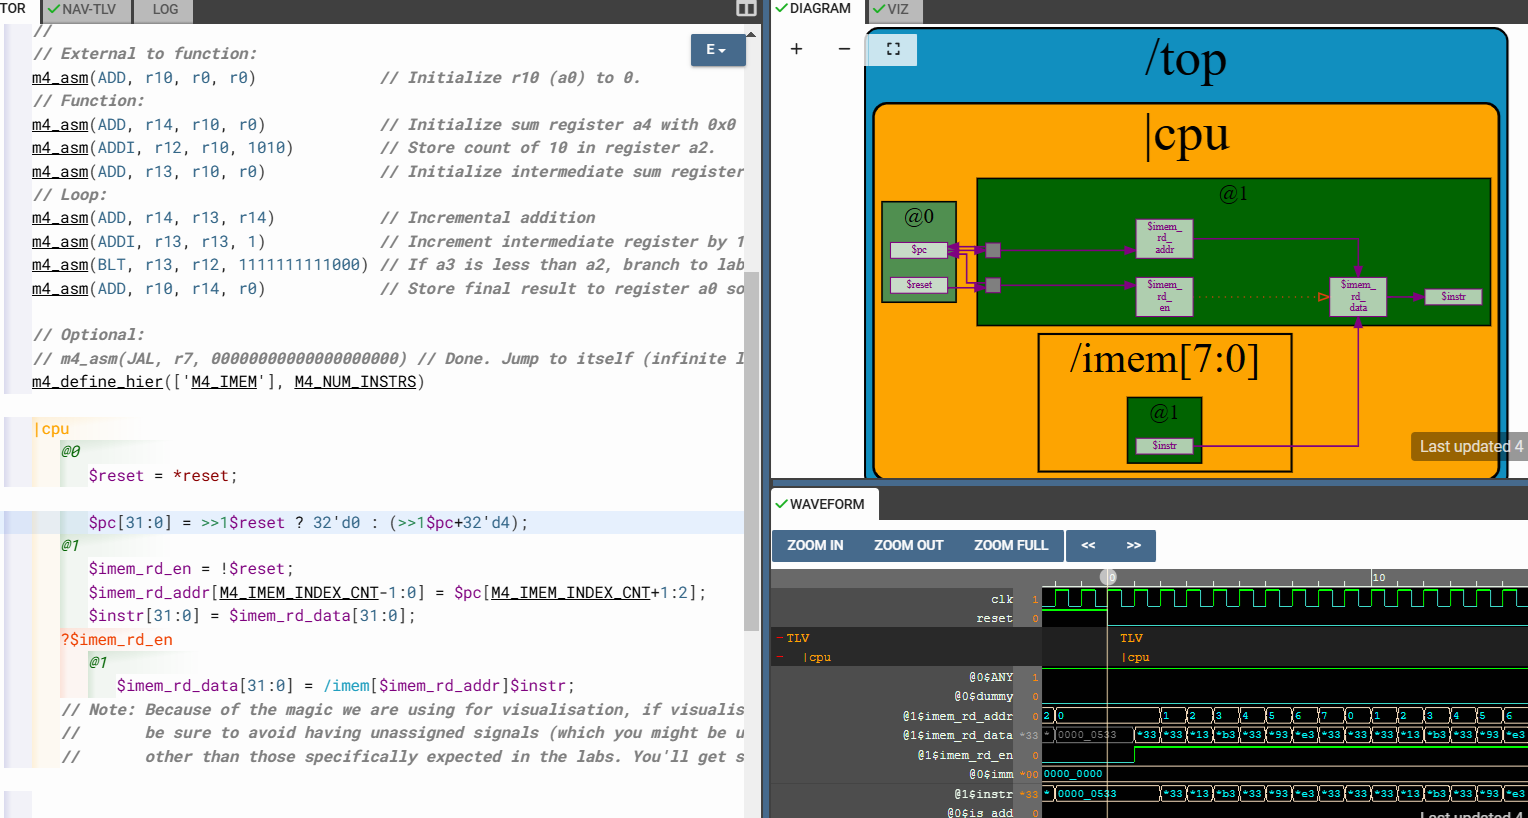 TOR NAV-TLV LOG
//
// External to function:
E
m4_asm(ADD, r10, r0, r0) // Initialize r10 (a0) to 0.
// Function:
m4_asm(ADD, r14, r10, r0) // Initialize sum register a4 with 0x0
m4_asm(ADDI, r12, r10, 1010) // Store count of 10 in register a2.
m4_asm(ADD, r13, r10, r0) // Initialize intermediate sum register
// Loop:
m4_asm(ADD, r14, r13, r14) // Incremental addition
m4_asm(ADDI, r13, r13, 1) // Increment intermediate register by 1
m4_asm(BLT, r13, r12, 1111111111000) // If a3 is less than a2, branch to lab
m4_asm(ADD, r10, r14, r0) // Store final result to register a0 so
// Optional:
// m4_asm(JAL, r7, 00000000000000000000) // Done. Jump to itself (infinite l
m4_define_hier(['M4_IMEM'], M4_NUM_INSTRS)
|cpu
@0
$reset = *reset;
$pc[31:0] = >>1$reset ? 32'd0 : (>>1$pc+32'd4);
@1
$imem_rd_en = !$reset;
$imem_rd_addr[M4_IMEM_INDEX_CNT-1:0] = $pc[M4_IMEM_INDEX_CNT+1:2];
$instr[31:0] = $imem_rd_data[31:0];
?$imem_rd_en
@1
$imem_rd_data[31:0] = /imem[$imem_rd_addr]$instr;
// Note: Because of the magic we are using for visualisation, if visualis
// be sure to avoid having unassigned signals (which you might be u
// other than those specifically expected in the labs. You'll get s
DIAGRAM VIZ
+ −
/top
|cpu
@0
$pc
$reset
@1
$imem_
rd_
addr
$imem_
rd_
en
$imem_
rd_
data
$instr
/imem[7:0]
@1
$instr
Last updated 4
WAVEFORM
ZOOM IN ZOOM OUT ZOOM FULL << >>
0 10
clk 1
reset 0
TLV TLV
|cpu |cpu
@0$ANY 1
@0$dummy 0
@1$imem_rd_addr 0 2 0 1 2 3 4 5 6 7 0 1 2 3 4 5 6
@1$imem_rd_data *33 * 0000_0533 *33 *33 *13 *b3 *33 *93 *e3 *33 *33 *33 *13 *b3 *33 *93 *e3
@1$imem_rd_en 0
@0$imm *00 0000_0000
@1$instr *33 * 0000_0533 *33 *13 *b3 *33 *93 *e3 *33 *33 *33 *13 *b3 *33 *93 *e3
@0$is_add 0
Last updated 4